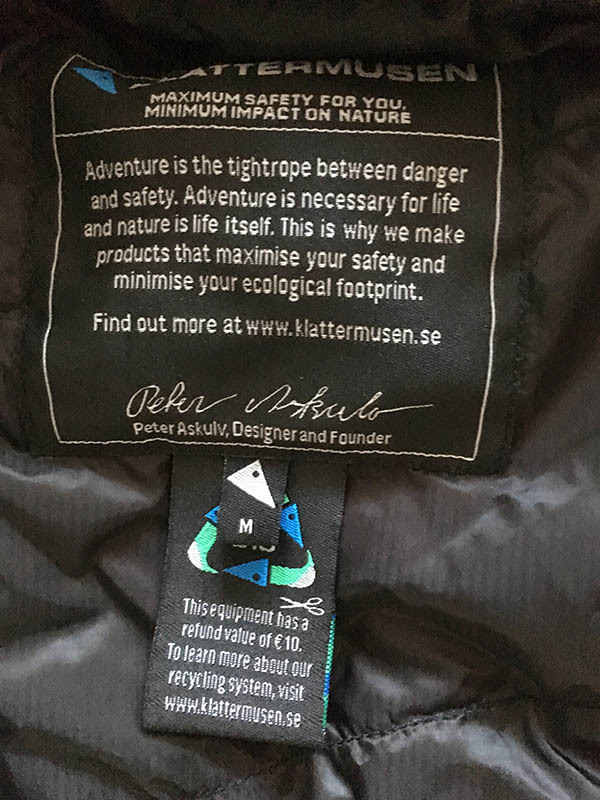 KLATTERMUSEN
MAXIMUM SAFETY FOR YOU,
MINIMUM IMPACT ON NATURE
Adventure is the tightrope between danger
and safety. Adventure is necessary for life
and nature is life itself. This is why we make
products that maximise your safety and
minimise your ecological footprint.
Find out more at www.klattermusen.se
Peter Askulv
Peter Askulv, Designer and Founder
M
This equipment has a
refund value of €10.
To learn more about our
recycling system, visit
www.klattermusen.se